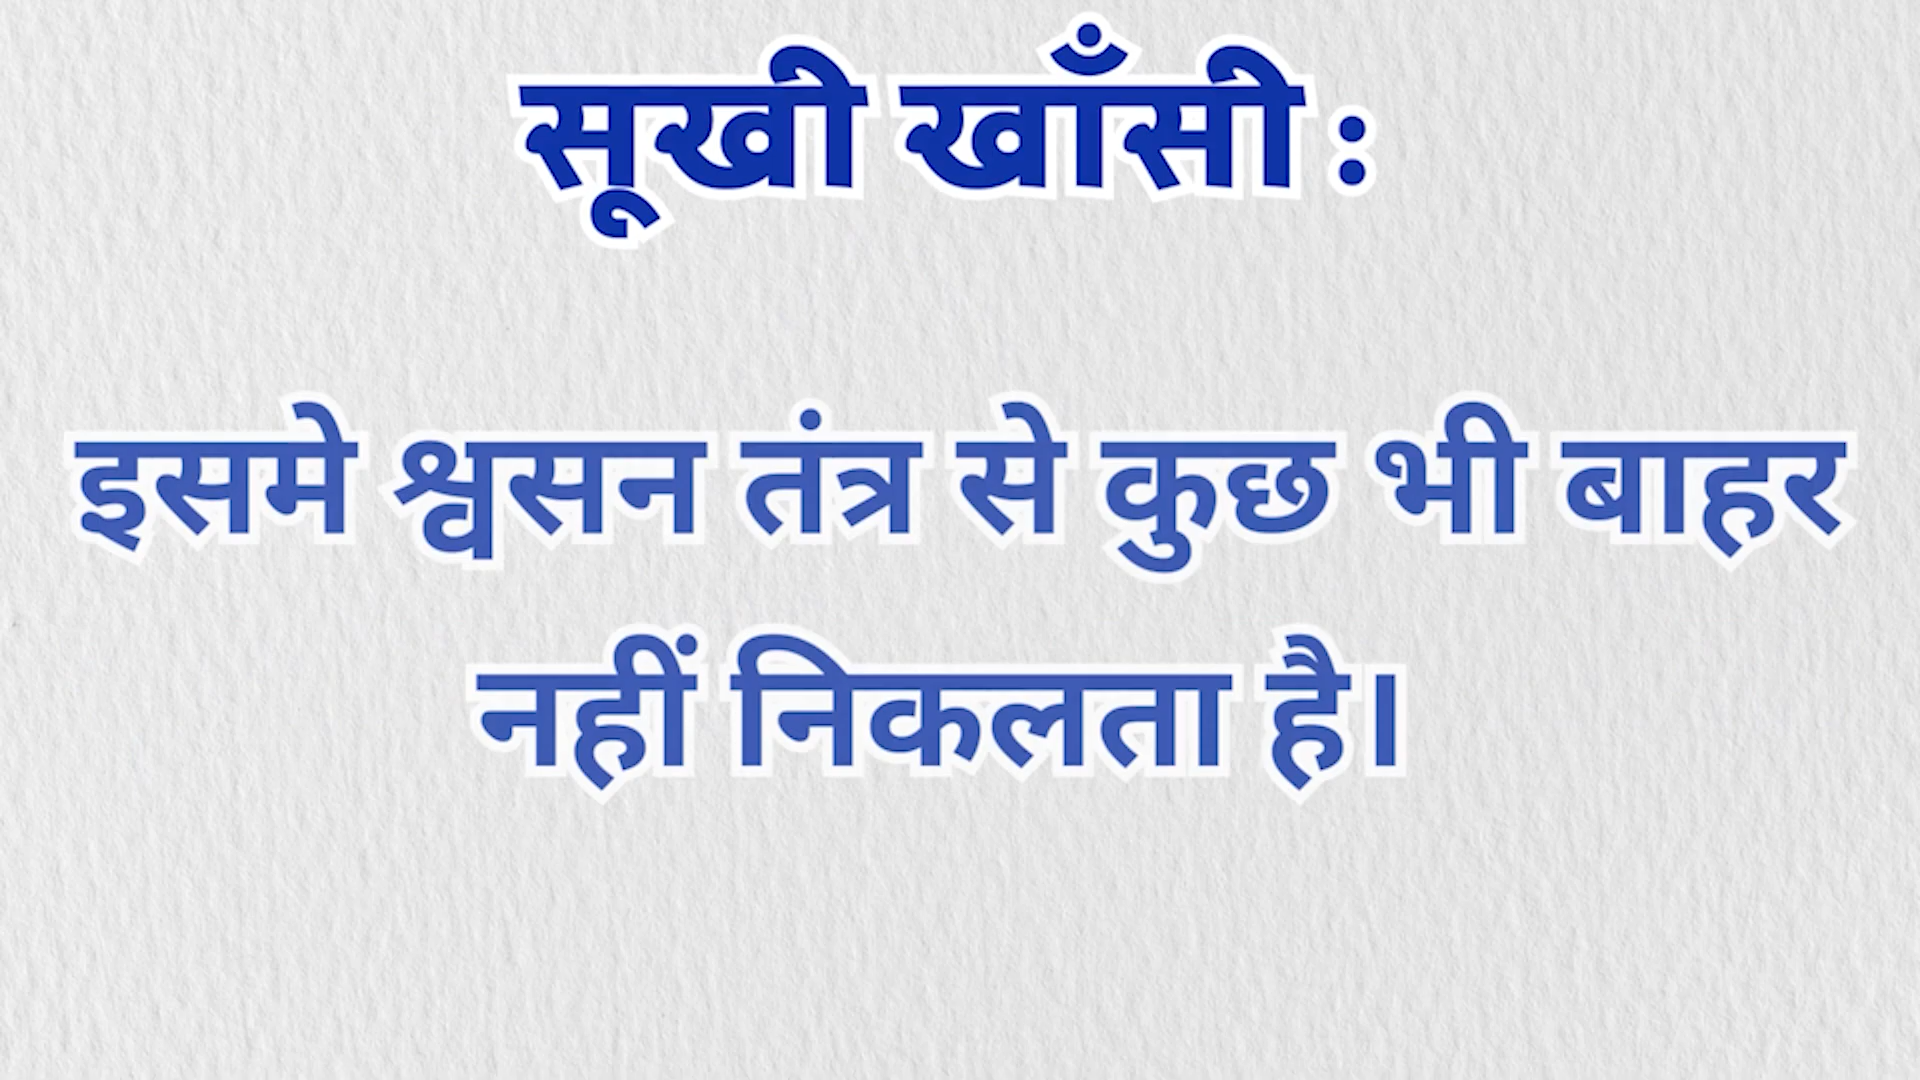 सूखी खाँसी :
इसमे श्वसन तंत्र से कुछ भी बाहर
नहीं निकलता है।